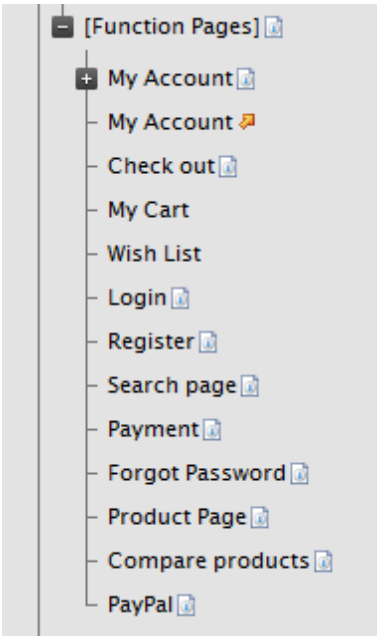 [Function Pages]
My Account
My Account
Check out
My Cart
Wish List
Login
Register
Search page
Payment
Forgot Password
Product Page
Compare products
PayPal